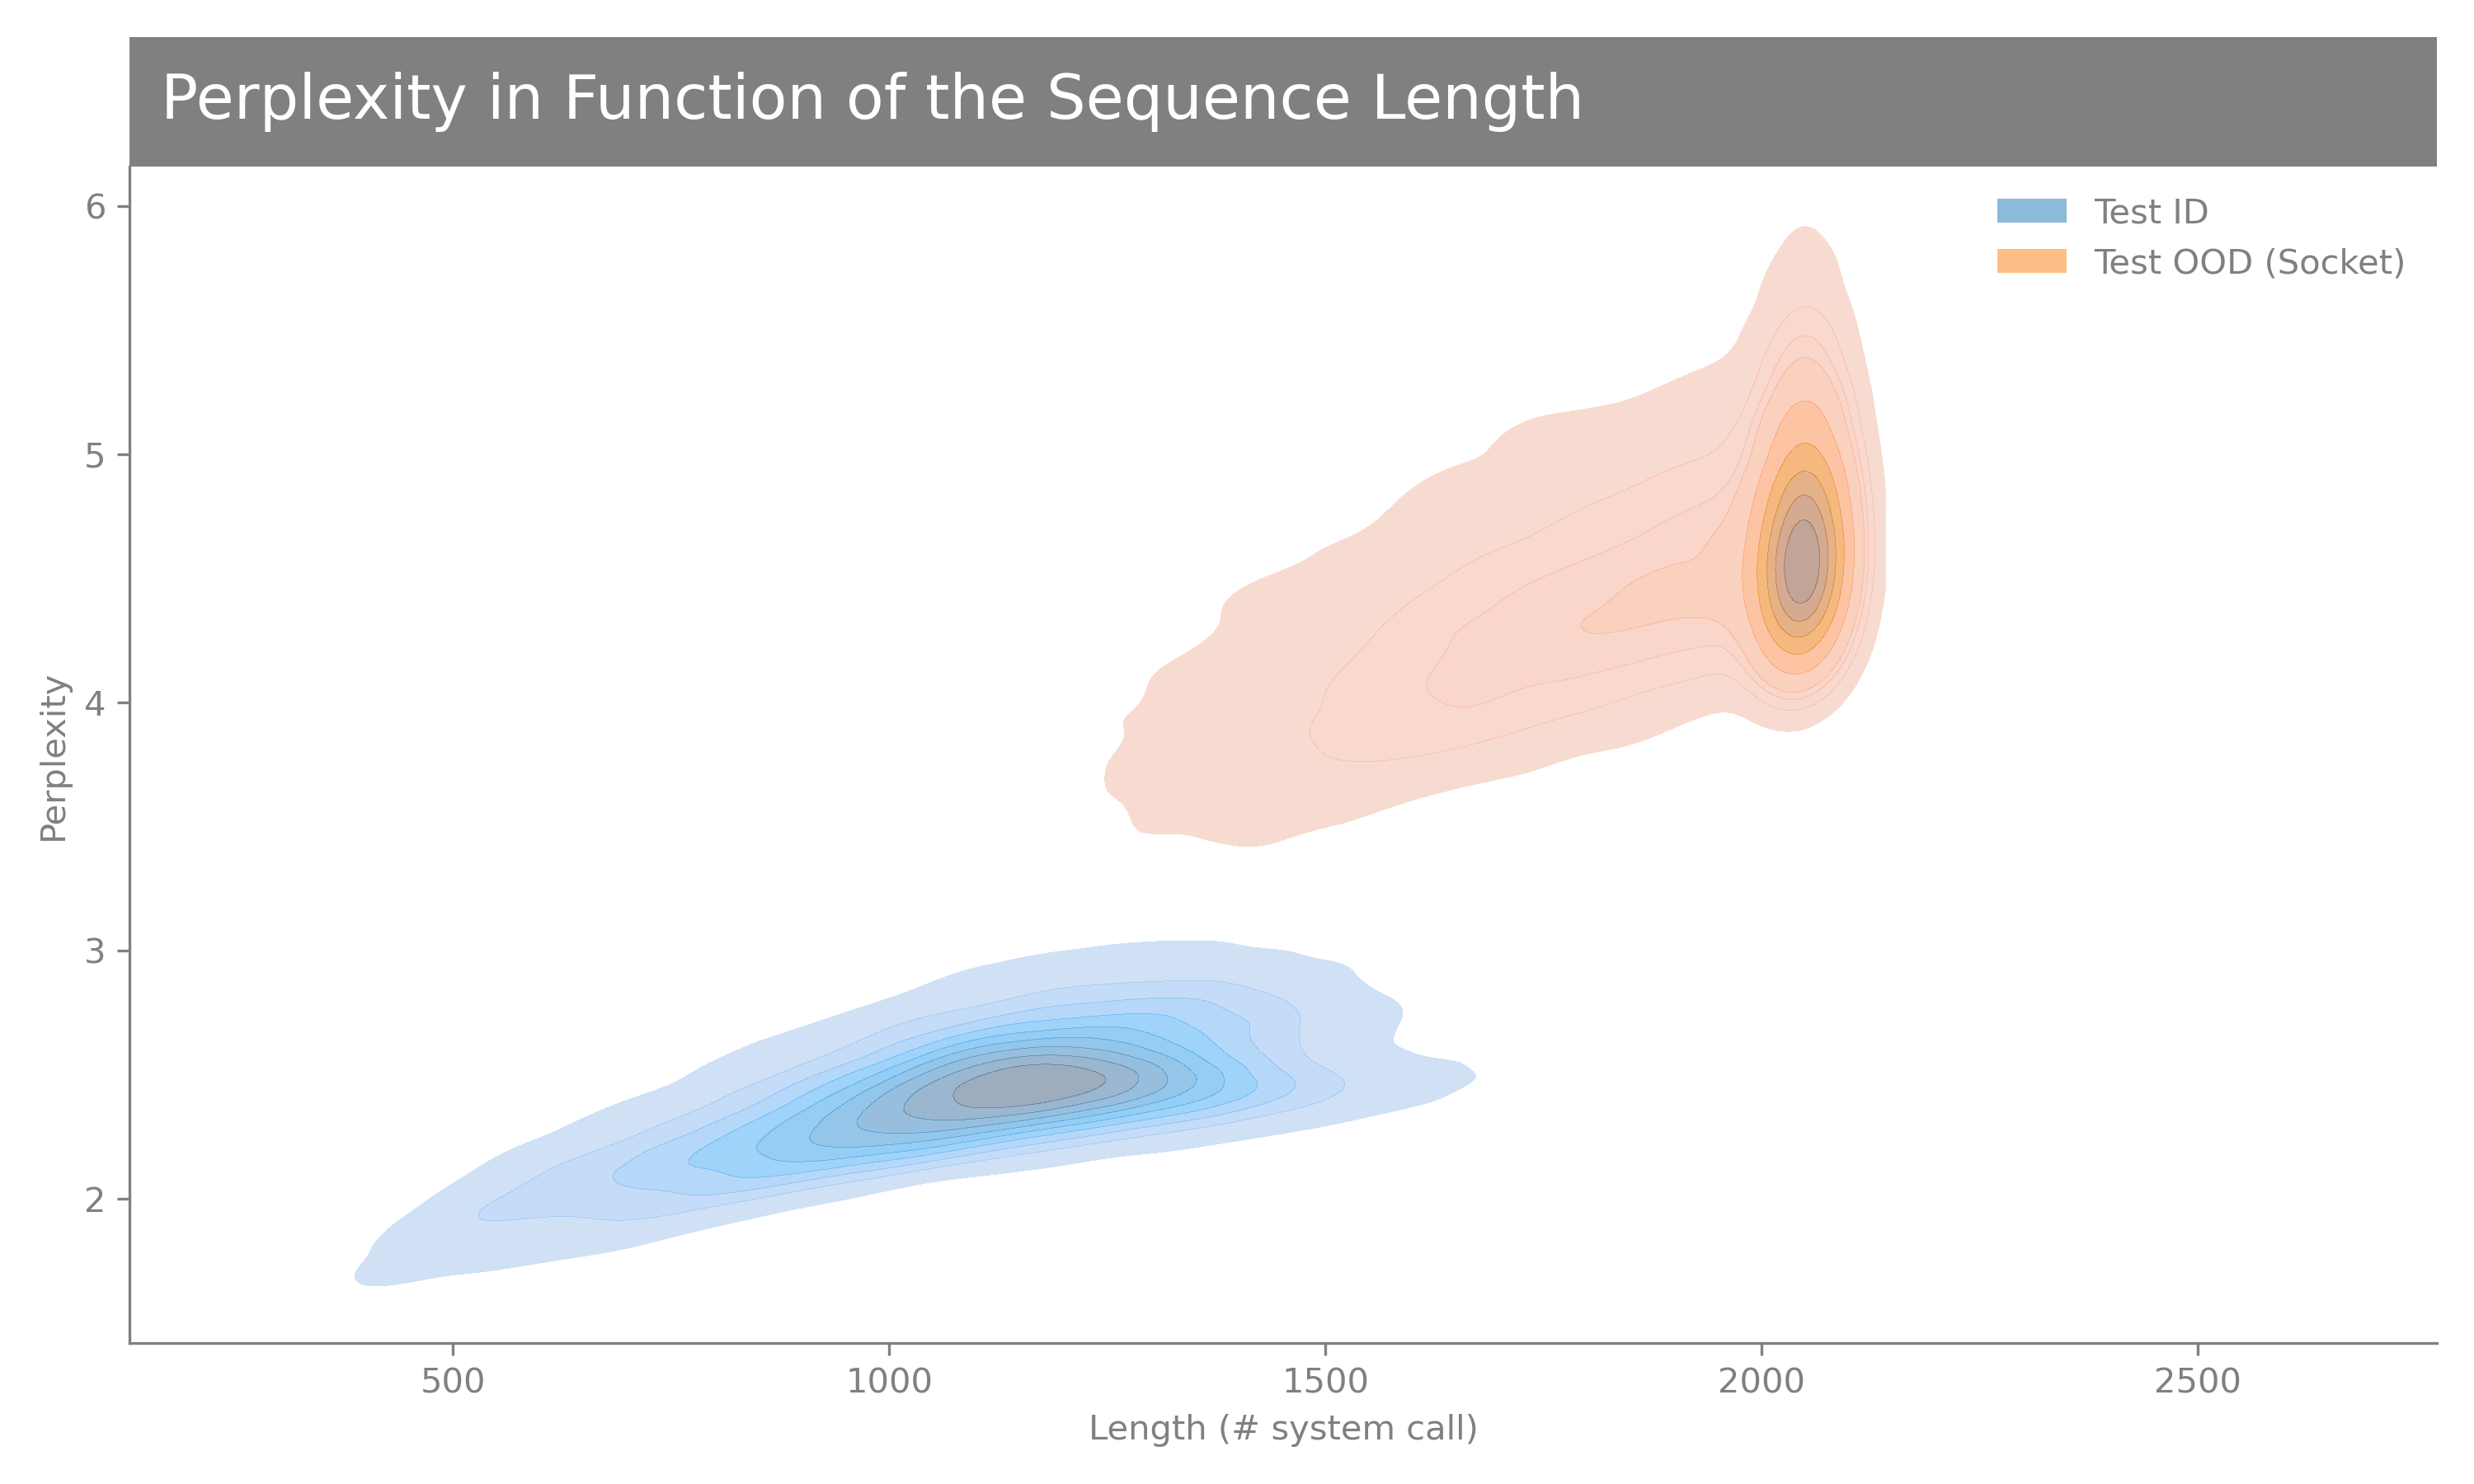 Perplexity in Function of the Sequence Length
Test ID
Test OOD (Socket)
Perplexity
6
5
4
3
2
500 1000 1500 2000 2500
Length (# system call)